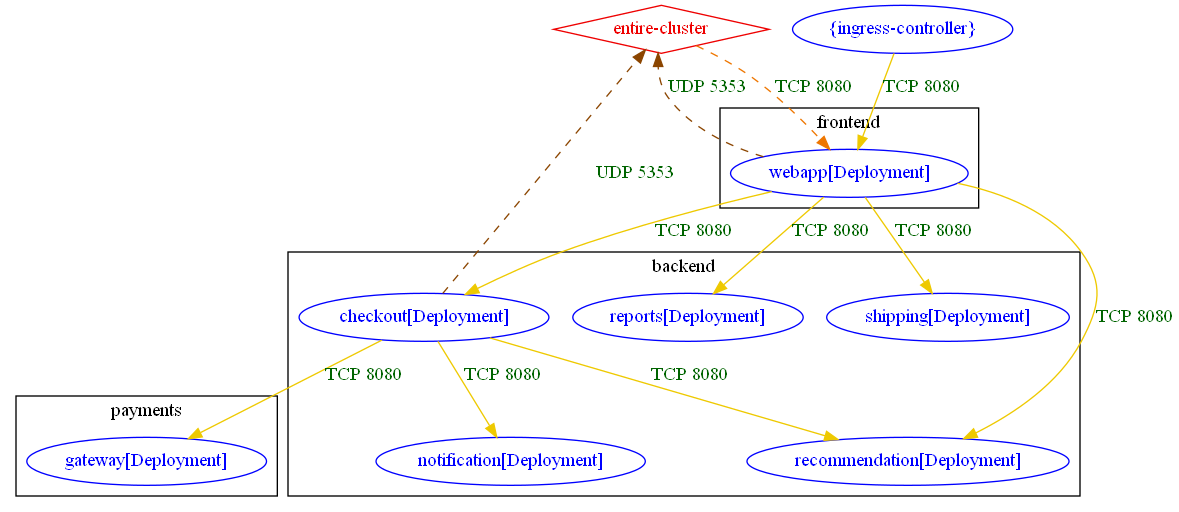 entire-cluster
{ingress-controller}
UDP 5353
TCP 8080
TCP 8080
frontend
UDP 5353
webapp[Deployment]
TCP 8080
TCP 8080
TCP 8080
backend
checkout[Deployment]
reports[Deployment]
shipping[Deployment]
TCP 8080
TCP 8080
TCP 8080
TCP 8080
payments
gateway[Deployment]
notification[Deployment]
recommendation[Deployment]